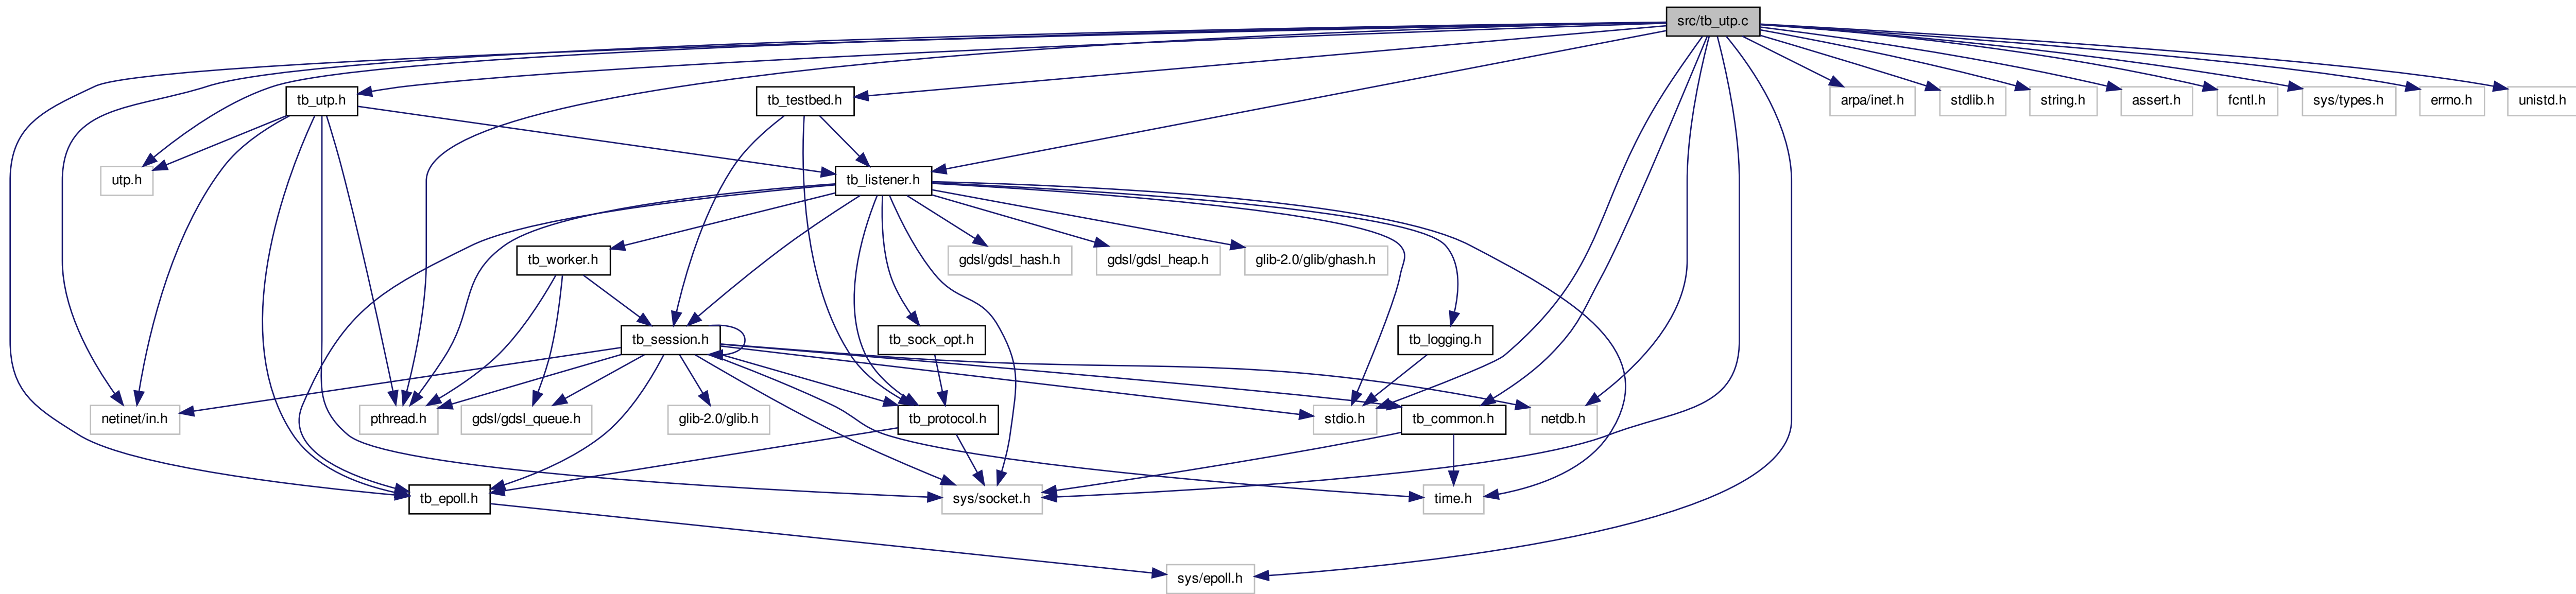 src/tb_utp.c
tb_utp.h
tb_testbed.h
arpa/inet.h
stdlib.h
string.h
assert.h
fcntl.h
sys/types.h
errno.h
unistd.h
utp.h
tb_listener.h
tb_worker.h
gdsl/gdsl_hash.h
gdsl/gdsl_heap.h
glib-2.0/glib/ghash.h
tb_session.h
tb_sock_opt.h
tb_logging.h
netinet/in.h
pthread.h
gdsl/gdsl_queue.h
glib-2.0/glib.h
tb_protocol.h
stdio.h
tb_common.h
netdb.h
tb_epoll.h
sys/socket.h
time.h
sys/epoll.h